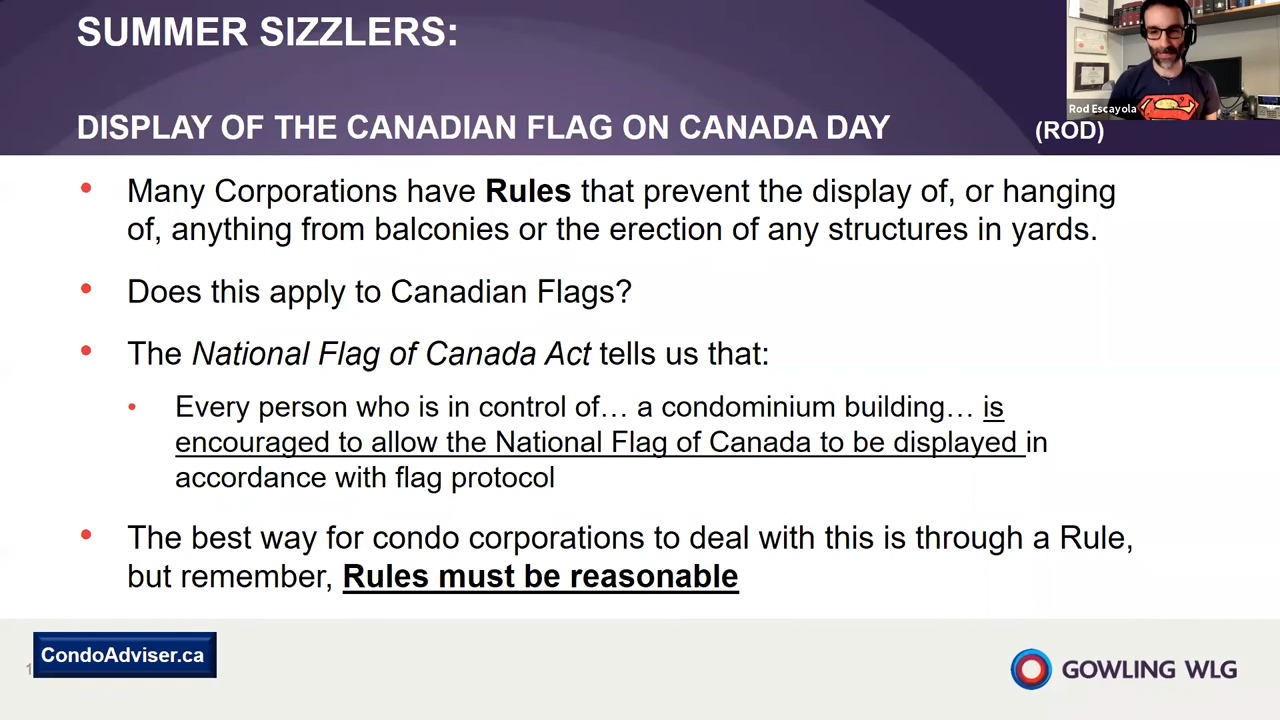 SUMMER SIZZLERS:
DISPLAY OF THE CANADIAN FLAG ON CANADA DAY (ROD)
Rod Escayola
• Many Corporations have Rules that prevent the display of, or hanging
of, anything from balconies or the erection of any structures in yards.
• Does this apply to Canadian Flags?
• The National Flag of Canada Act tells us that:
• Every person who is in control of… a condominium building… is
encouraged to allow the National Flag of Canada to be displayed in
accordance with flag protocol
• The best way for condo corporations to deal with this is through a Rule,
but remember, Rules must be reasonable
CondoAdviser.ca
GOWLING WLG